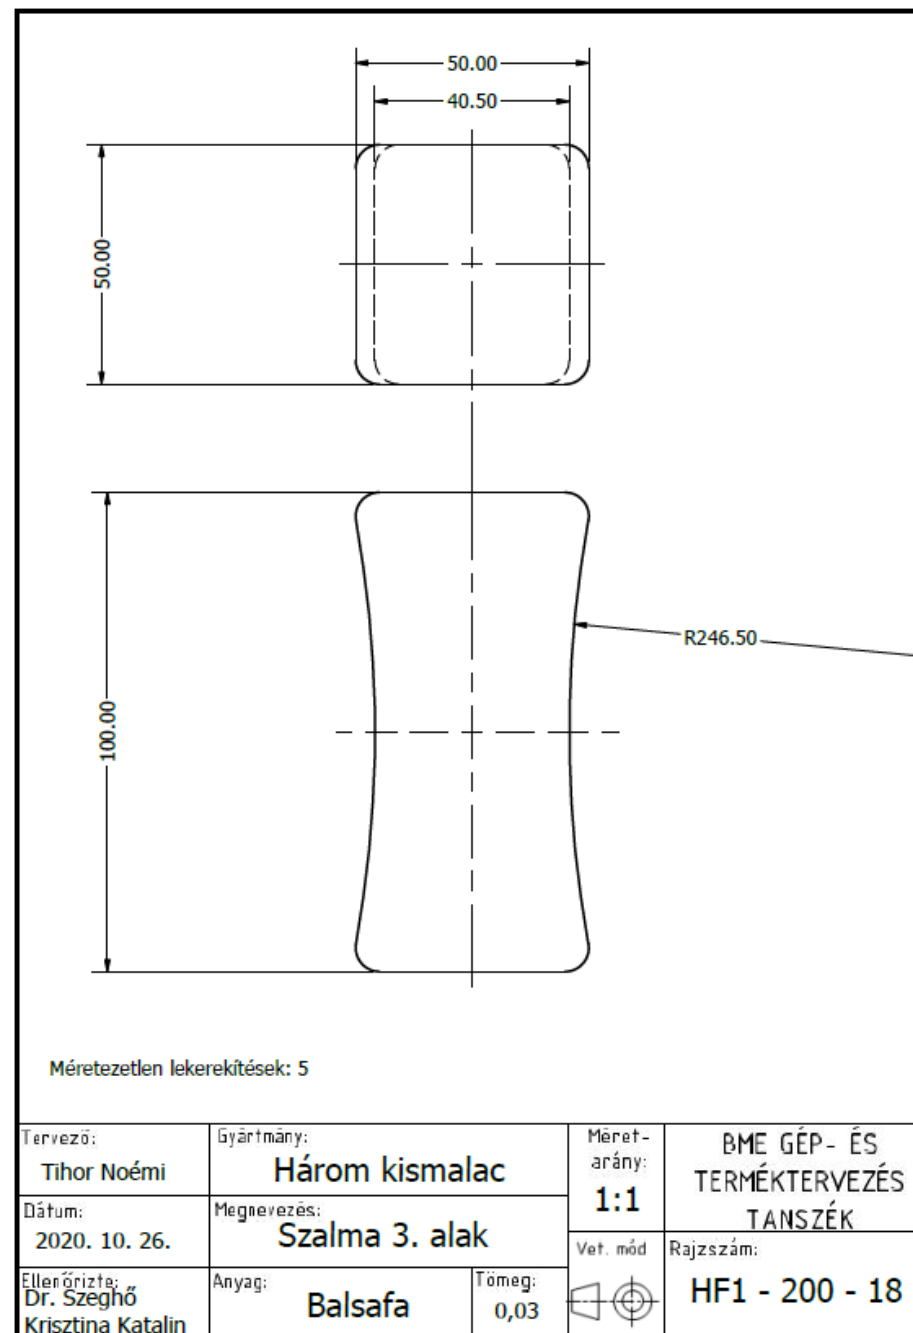 50.00
40.50
50.00
R246.50
100.00
Méretezetlen lekerekítések: 5
Tervező:
Tihor Noémi
Gyártmány:
Három kismalac
Méret-
arány:
1:1
BME GÉP- ÉS
TERMÉKTERVEZÉS
TANSZÉK
Dátum:
2020. 10. 26.
Megnevezés:
Szalma 3. alak
Vet. mód
Rajzszám:
HF1 - 200 - 18
Ellenőrizte:
Dr. Szeghő
Krisztina Katalin
Anyag:
Balsafa
Tömeg:
0,03